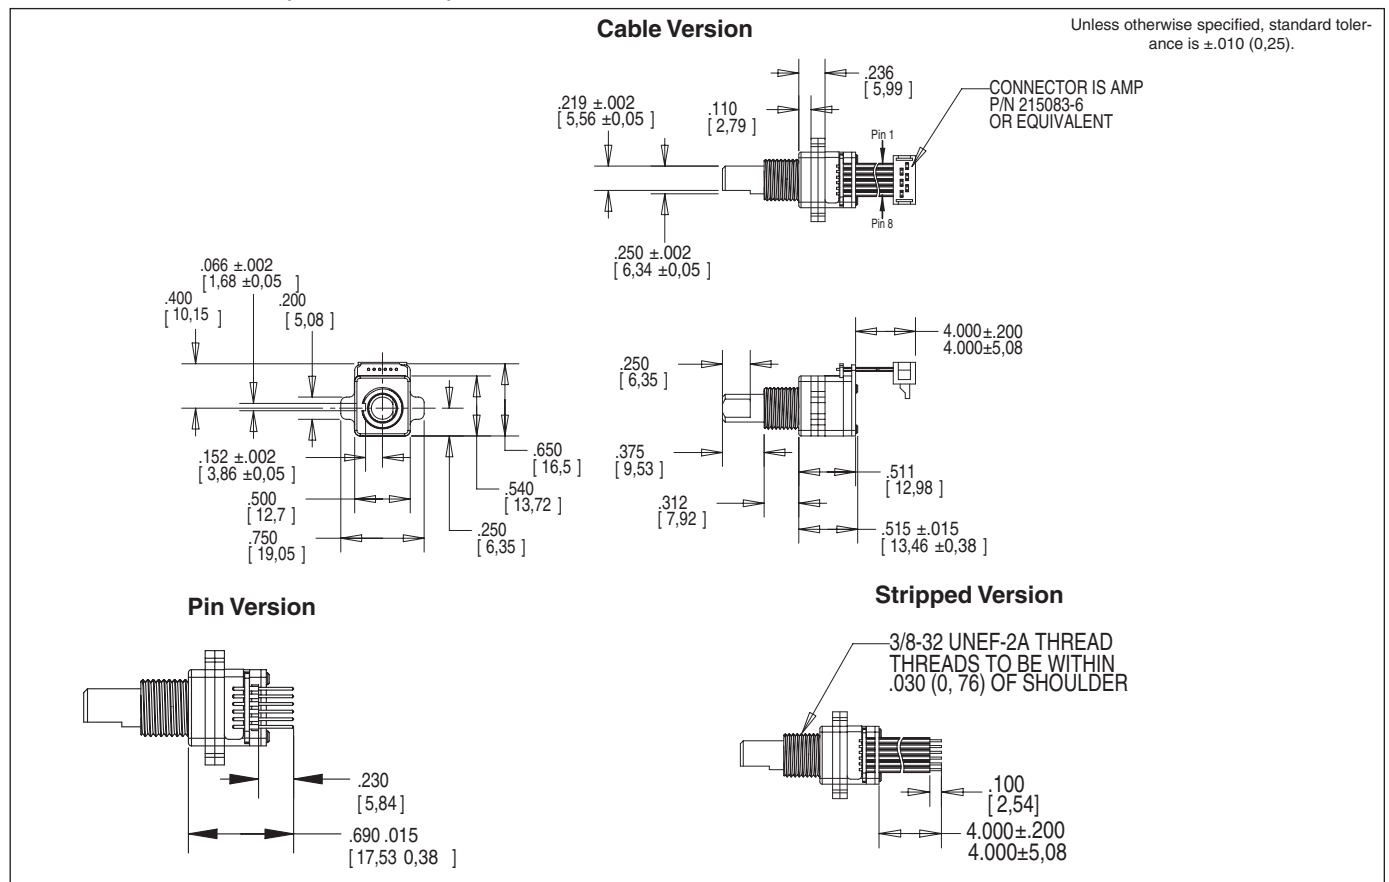 Cable Version
Unless otherwise specified, standard toler-
ance is ±.010 (0,25).
.236
[ 5,99 ]
CONNECTOR IS AMP
P/N 215083-6
OR EQUIVALENT
.219 ±.002
[ 5,56 ±0,05 ]
.110
[ 2,79 ]
Pin 1
Pin 8
.250 ±.002
[ 6,34 ±0,05 ]
.066 ±.002
[1,68 ±0,05 ]
.400
[ 10,15 ]
.200
[ 5,08 ]
4.000±.200
4.000±5,08
.250
[ 6,35 ]
.152 ±.002
[ 3,86 ±0,05 ]
.650
[ 16,5 ]
.375
[ 9,53 ]
.511
[ 12,98 ]
.500
[ 12,7 ]
.540
[ 13,72 ]
.312
[ 7,92 ]
.750
[ 19,05 ]
.250
[ 6,35 ]
.515 ±.015
[ 13,46 ±0,38 ]
Pin Version
Stripped Version
3/8-32 UNEF-2A THREAD
THREADS TO BE WITHIN
.030 (0, 76) OF SHOULDER
.230
[ 5,84 ]
.690 .015
[ 17,53 0,38 ]
.100
[ 2,54]
4.000±.200
4.000±5,08